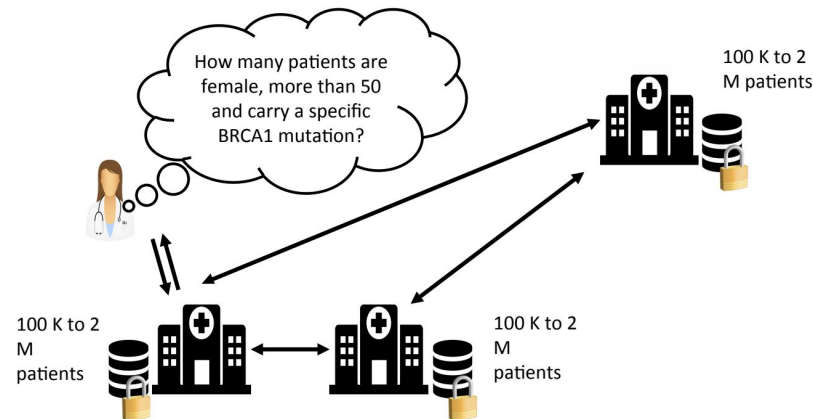 How many patients are
female, more than 50
and carry a specific
BRCA1 mutation?
100 K to 2
M patients
100 K to 2
M
patients
100 K to 2
M
patients